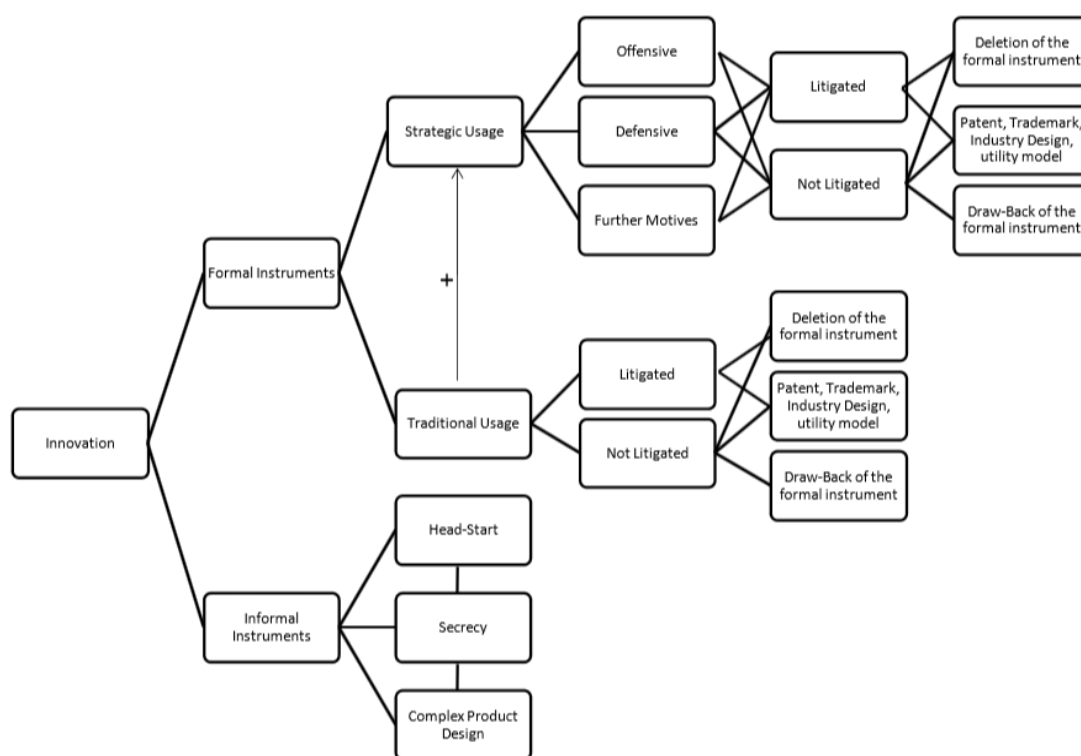 Innovation
Formal Instruments
Informal
Instruments
Strategic Usage
+
Traditional Usage
Head-Start
Secrecy
Complex Product
Design
Offensive
Defensive
Further Motives
Litigated
Not Litigated
Deletion of the
formal instrument
Patent, Trademark,
Industry Design,
utility model
Draw-Back of the
formal instrument
Litigated
Not Litigated
Deletion of the
formal instrument
Patent, Trademark,
Industry Design,
utility model
Draw-Back of the
formal instrument